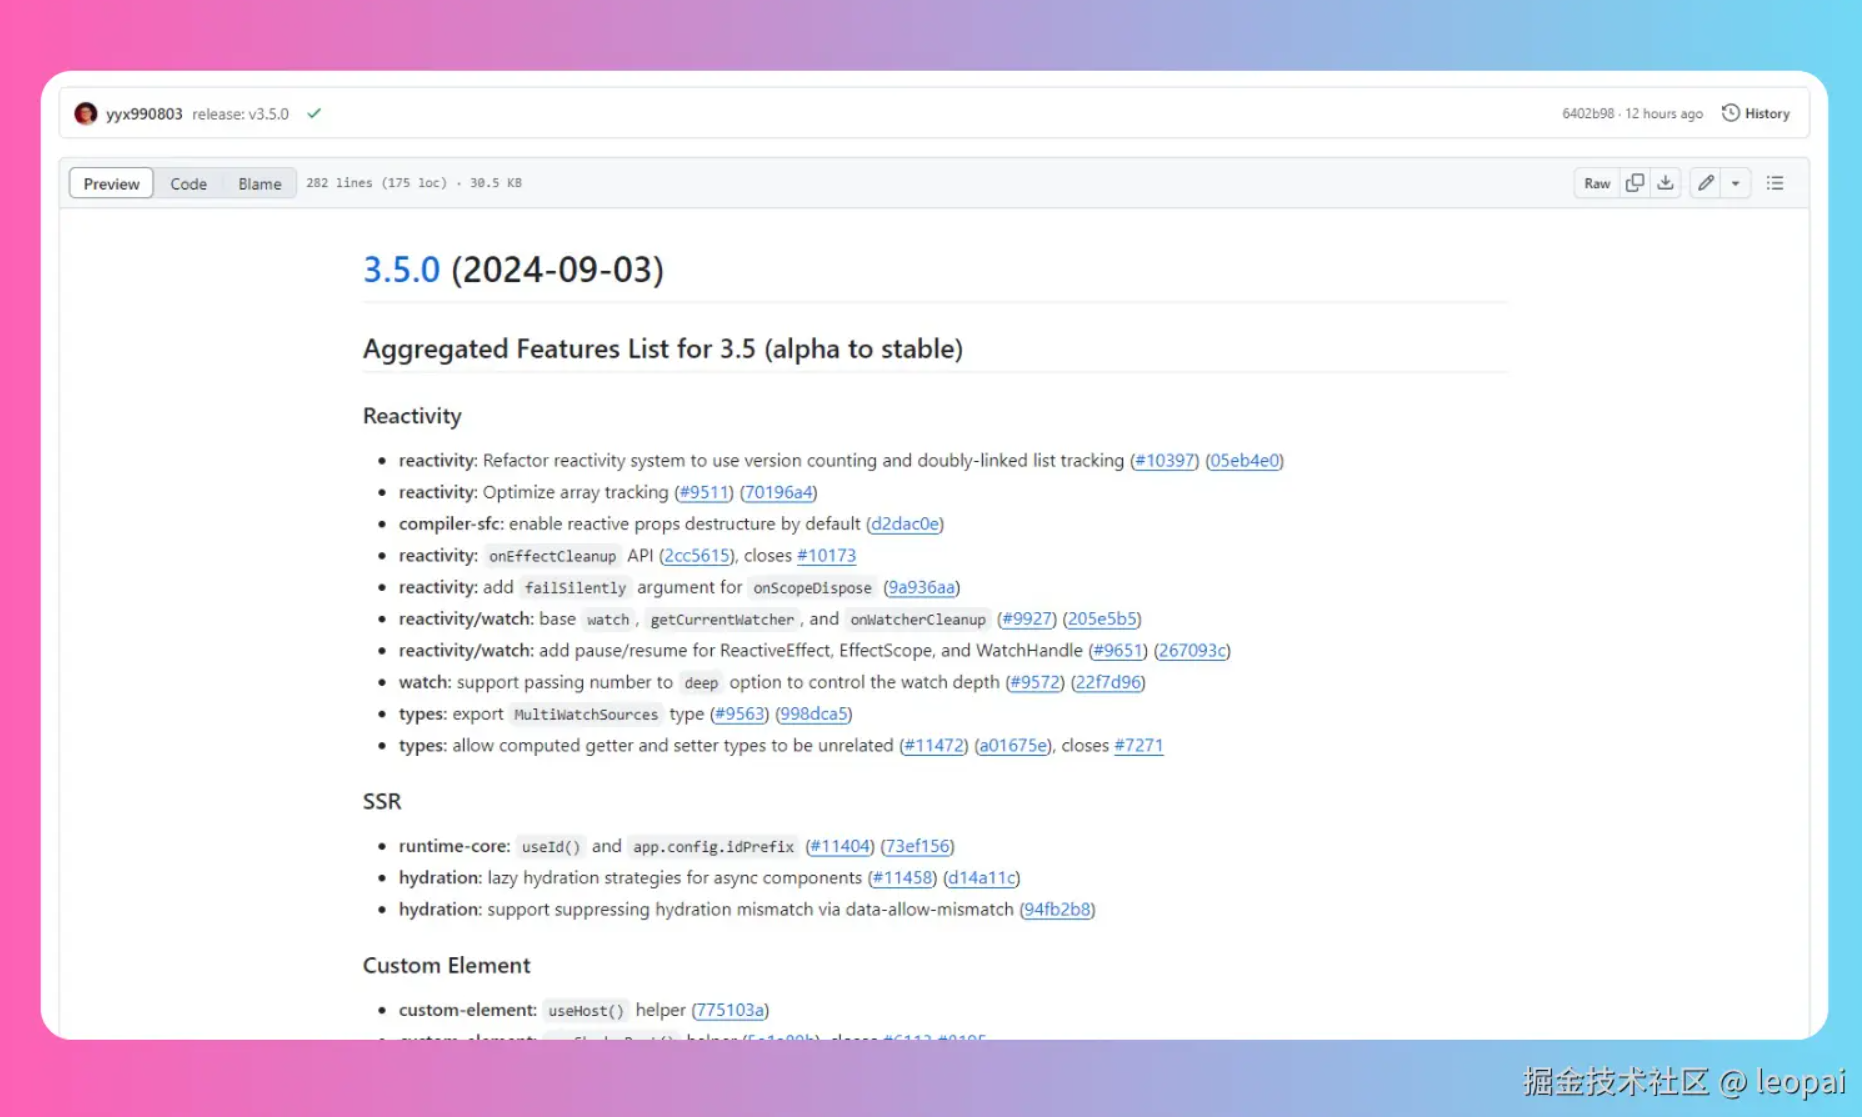 yyx990803 release: v3.5.0
6402b98 · 12 hours ago History
Preview Code Blame 282 lines (175 loc) · 30.5 KB Raw
3.5.0 (2024-09-03)
Aggregated Features List for 3.5 (alpha to stable)
Reactivity
• reactivity: Refactor reactivity system to use version counting and doubly-linked list tracking (#10397) (05eb4e0)
• reactivity: Optimize array tracking (#9511) (70196a4)
• compiler-sfc: enable reactive props destructure by default (d2dac0e)
• reactivity: onEffectCleanup API (2cc5615), closes #10173
• reactivity: add failSilently argument for onScopeDispose (9a936aa)
• reactivity/watch: base watch, getCurrentWatcher, and onWatcherCleanup (#9927) (205e5b5)
• reactivity/watch: add pause/resume for ReactiveEffect, EffectScope, and WatchHandle (#9651) (267093c)
• watch: support passing number to deep option to control the watch depth (#9572) (22f7d96)
• types: export MultiWatchSources type (#9563) (998dca5)
• types: allow computed getter and setter types to be unrelated (#11472) (a01675e), closes #7271
SSR
• runtime-core: useId() and app.config.idPrefix (#11404) (73ef156)
• hydration: lazy hydration strategies for async components (#11458) (d14a11c)
• hydration: support suppressing hydration mismatch via data-allow-mismatch (94fb2b8)
Custom Element
• custom-element: useHost() helper (775103a)
• custom-element: helper closes #6113 #8195
掘金技术社区 @ leopai